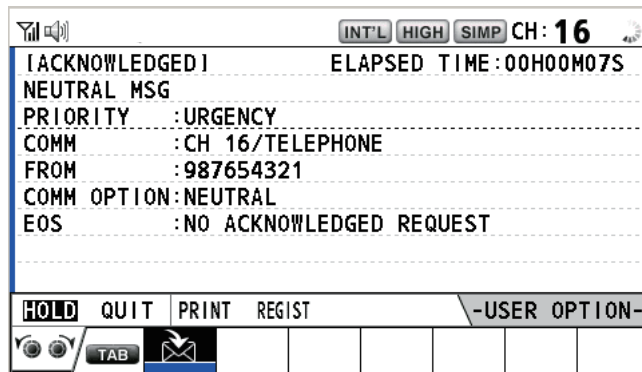 INT'L HIGH SIMP CH: 16
[ACKNOWLEDGED] ELAPSED TIME:00H00M07S
NEUTRAL MSG
PRIORITY :URGENCY
COMM :CH 16/TELEPHONE
FROM :987654321
COMM OPTION:NEUTRAL
EOS :NO ACKNOWLEDGED REQUEST
HOLD QUIT PRINT REGIST -USER OPTION-
TAB